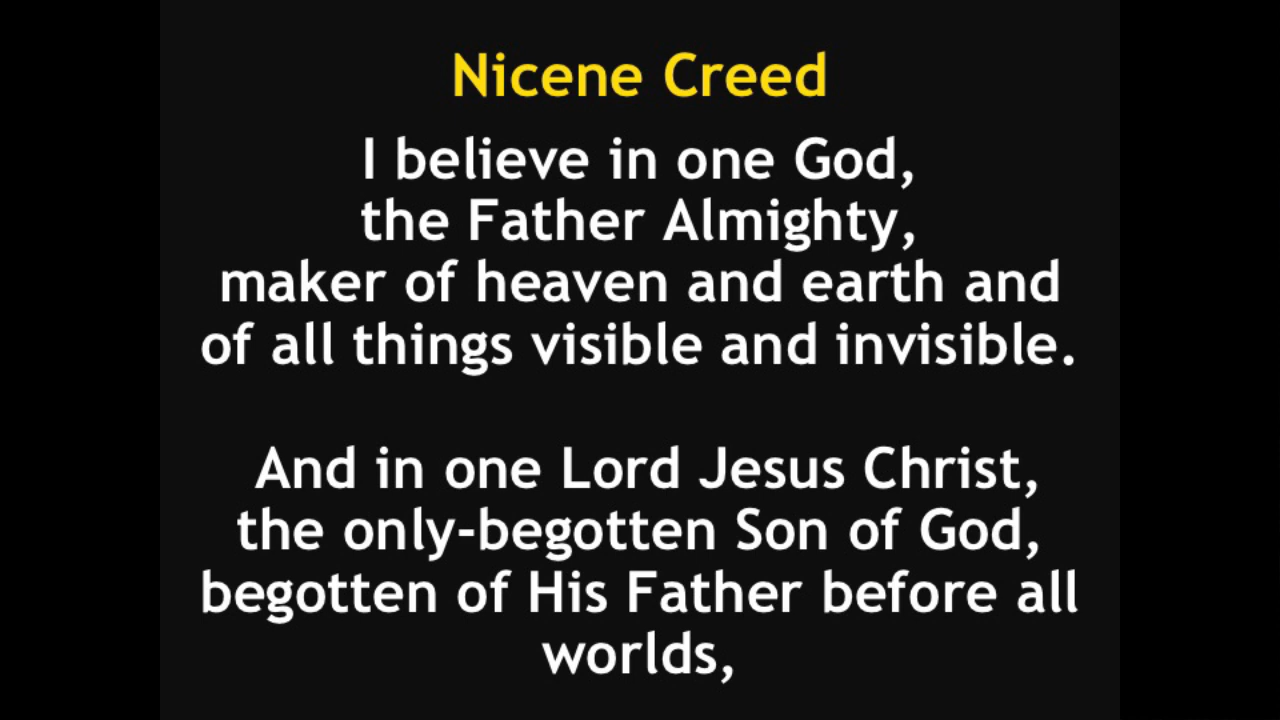 Nicene Creed
I believe in one God,
the Father Almighty,
maker of heaven and earth and
of all things visible and invisible.
And in one Lord Jesus Christ,
the only-begotten Son of God,
begotten of His Father before all
worlds,